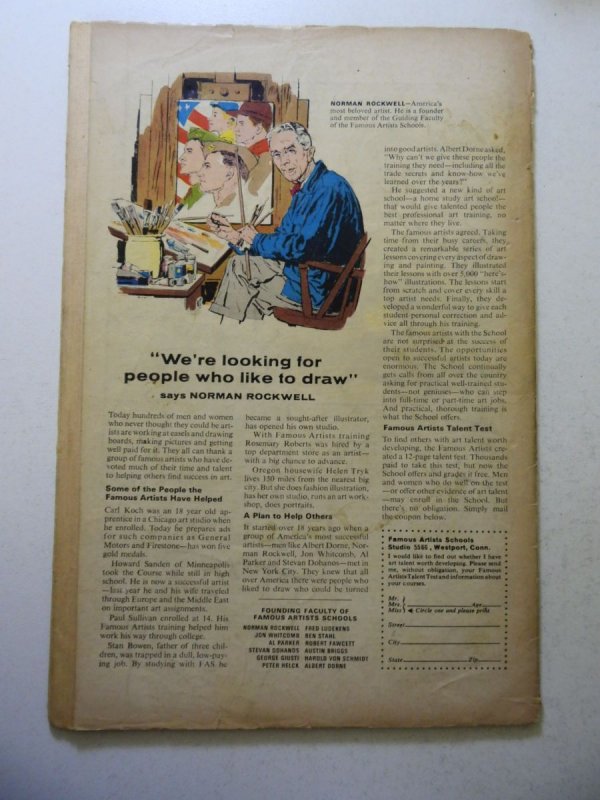 NORMAN ROCKWELL—America's
most beloved artist. He is a founder
and member of the Guiding Faculty
of the Famous Artists Schools.
"We're looking for
people who like to draw"
says NORMAN ROCKWELL
Today hundreds of men and women
who never thought they could be art-
ists are working at easels and drawing
boards, making pictures and getting
well paid for it. They all can thank a
group of famous artists who have de-
voted much of their time and talent
to helping others find success in art.
Some of the People the
Famous Artists Have Helped
Carl Koch was an 18 year old ap-
prentice in a Chicago art studio when
he enrolled. Today he prepares ads
for such companies as General
Motors and Firestone—has won five
gold medals.
Howard Sanden of Minneapolis
took the Course while still in high
school. He is now a successful artist
—last year he and his wife traveled
through Europe and the Middle East
on important art assignments.
Paul Sullivan enrolled at 14. His
Famous Artists training helped him
work his way through college.
Stan Bowen, father of three chil-
dren, was trapped in a dull, low-pay-
ing job. By studying with FAS he
became a sought-after illustrator,
has opened his own studio.
With Famous Artists training
Rosemary Roberts was hired by a
top department store as an artist—
with a big chance to advance.
Oregon housewife Helen Tryk
lives 130 miles from the nearest big
city. But she does fashion illustration,
has her own studio, runs an art work-
shop, does portraits.
A Plan to Help Others
It started over 18 years ago when a
group of America's most successful
artists—men like Albert Dorne, Nor-
man Rockwell, Jon Whitcomb, Al
Parker and Stevan Dohanos—met in
New York City. They knew that all
over America there were people who
liked to draw who could be turned
FOUNDING FACULTY OF
FAMOUS ARTISTS SCHOOLS
NORMAN ROCKWELL FRED LUDEKENS
JON WHITCOMB BEN STAHL
AL PARKER ROBERT FAWCETT
STEVAN DOHANOS AUSTIN BRIGGS
GEORGE GIUSTI HAROLD VON SCHMIDT
PETER HELCK ALBERT DORNE
into good artists. Albert Dorne asked,
"Why can't we give these people the
training they need—including all the
trade secrets and know-how we've
learned over the years?"
He suggested a new kind of art
school—a home study art school—
that would give talented people the
best professional art training, no
matter where they live.
The famous artists agreed. Taking
time from their busy careers, they
created a remarkable series of art
lessons covering every aspect of draw-
ing and painting. They illustrated
their lessons with over 5,000 "here's-
how" illustrations. The lessons start
from scratch and cover every skill a
top artist needs. Finally, they de-
veloped a wonderful way to give each
student personal correction and ad-
vice all through his training.
The famous artists with the School
are not surprised at the success of
their students. The opportunities
open to successful artists today are
enormous. The School continually
gets calls from all over the country
asking for practical well-trained stu-
dents—not geniuses—who can step
into full-time or part-time art jobs.
And practical, thorough training is
what the School offers.
Famous Artists Talent Test
To find others with art talent worth
developing, the Famous Artists cre-
ated a 12-page talent test. Thousands
paid to take this test, but now the
School offers and grades it free. Men
and women who do well on the test
—or offer other evidence of art talent
—may enroll in the School. But
there's no obligation. Simply mail
the coupon below.
Famous Artists Schools
Studio 5566, Westport, Conn.
I would like to find out whether I have
art talent worth developing. Please send
me, without obligation, your Famous
Artists Talent Test and information about
your courses.
Mr.
Mrs. Age
Miss Circle one and please print
Street
City
State Zip